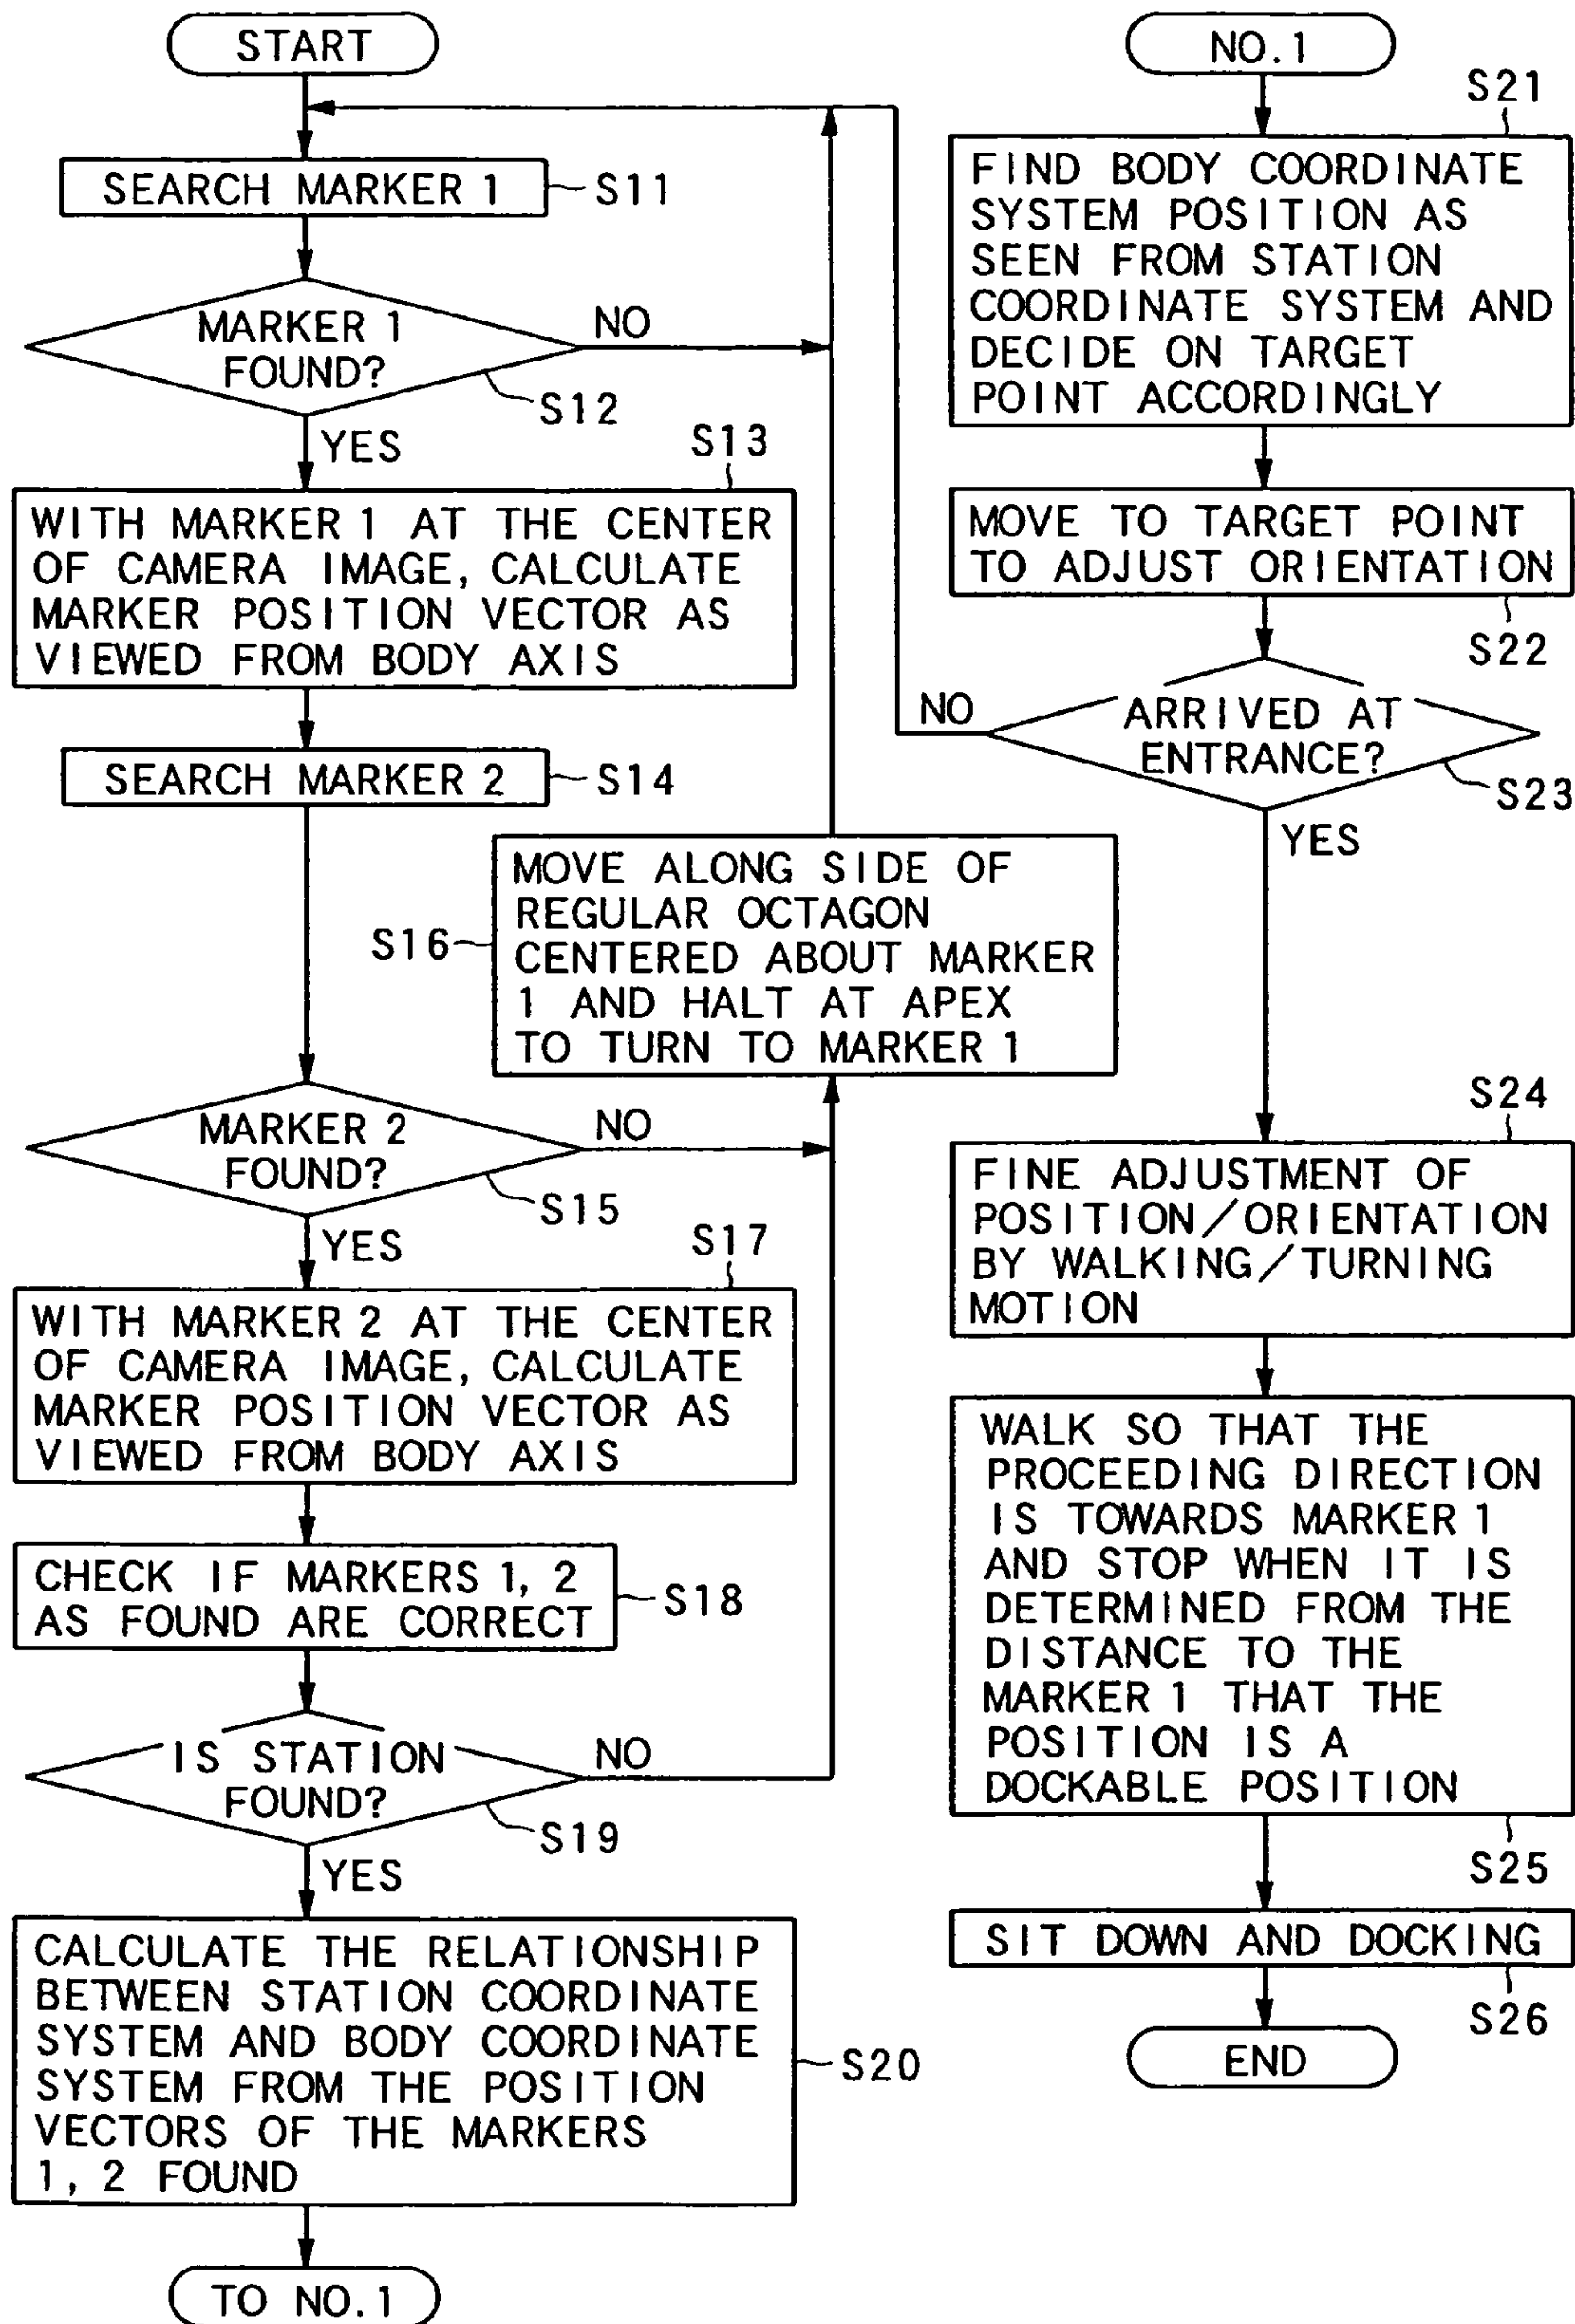 START
SEARCH MARKER 1
S11
MARKER 1
FOUND?
NO
S12
YES
S13
WITH MARKER 1 AT THE CENTER
OF CAMERA IMAGE, CALCULATE
MARKER POSITION VECTOR AS
VIEWED FROM BODY AXIS
SEARCH MARKER 2
S14
MARKER 2
FOUND?
NO
S15
YES
S16
MOVE ALONG SIDE OF
REGULAR OCTAGON
CENTERED ABOUT MARKER
1 AND HALT AT APEX
TO TURN TO MARKER 1
S17
WITH MARKER 2 AT THE CENTER
OF CAMERA IMAGE, CALCULATE
MARKER POSITION VECTOR AS
VIEWED FROM BODY AXIS
CHECK IF MARKERS 1, 2
AS FOUND ARE CORRECT
S18
IS STATION
FOUND?
NO
S19
YES
CALCULATE THE RELATIONSHIP
BETWEEN STATION COORDINATE
SYSTEM AND BODY COORDINATE
SYSTEM FROM THE POSITION
VECTORS OF THE MARKERS
1, 2 FOUND
S20
TO NO.1
NO.1
S21
FIND BODY COORDINATE
SYSTEM POSITION AS
SEEN FROM STATION
COORDINATE SYSTEM AND
DECIDE ON TARGET
POINT ACCORDINGLY
MOVE TO TARGET POINT
TO ADJUST ORIENTATION
S22
NO
ARRIVED AT
ENTRANCE?
S23
YES
S24
FINE ADJUSTMENT OF
POSITION/ORIENTATION
BY WALKING/TURNING
MOTION
WALK SO THAT THE
PROCEEDING DIRECTION
IS TOWARDS MARKER 1
AND STOP WHEN IT IS
DETERMINED FROM THE
DISTANCE TO THE
MARKER 1 THAT THE
POSITION IS A
DOCKABLE POSITION
S25
SIT DOWN AND DOCKING
S26
END